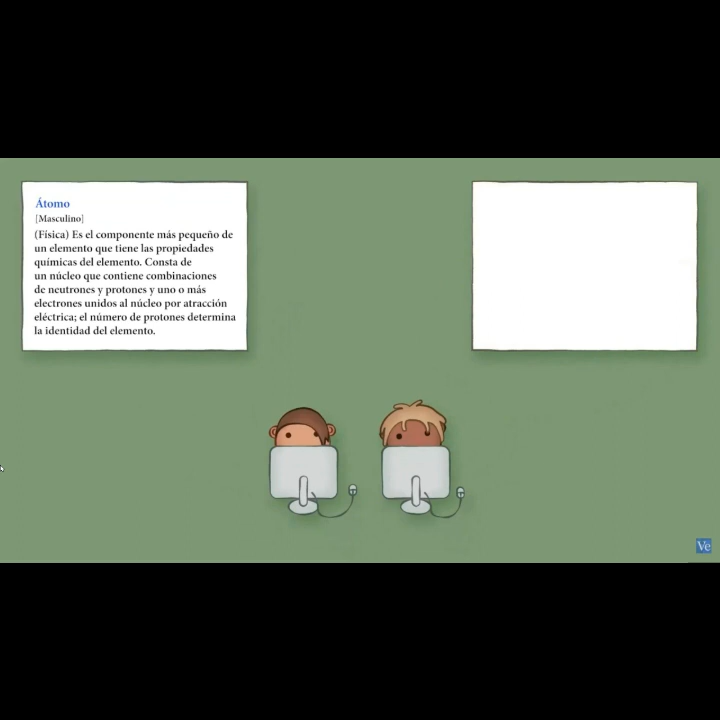 Átomo
[Masculino]
(Física) Es el componente más pequeño de
un elemento que tiene las propiedades
químicas del elemento. Consta de
un núcleo que contiene combinaciones
de neutrones y protones y uno o más
electrones unidos al núcleo por atracción
eléctrica; el número de protones determina
la identidad del elemento.
Ve